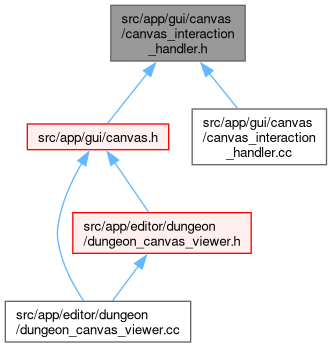 src/app/gui/canvas
/canvas_interaction
_handler.h
src/app/gui/canvas.h
src/app/gui/canvas
/canvas_interaction
_handler.cc
src/app/editor/dungeon
/dungeon_canvas_viewer.h
src/app/editor/dungeon
/dungeon_canvas_viewer.cc